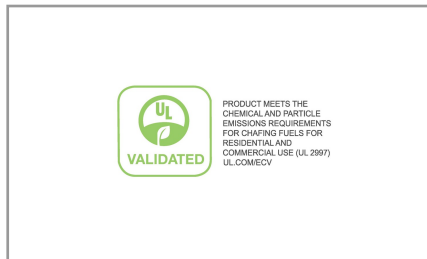 UL
VALIDATED
PRODUCT MEETS THE
CHEMICAL AND PARTICLE
EMISSIONS REQUIREMENTS
FOR CHAFING FUELS FOR
RESIDENTIAL AND
COMMERCIAL USE (UL 2997)
UL.COM/ECV